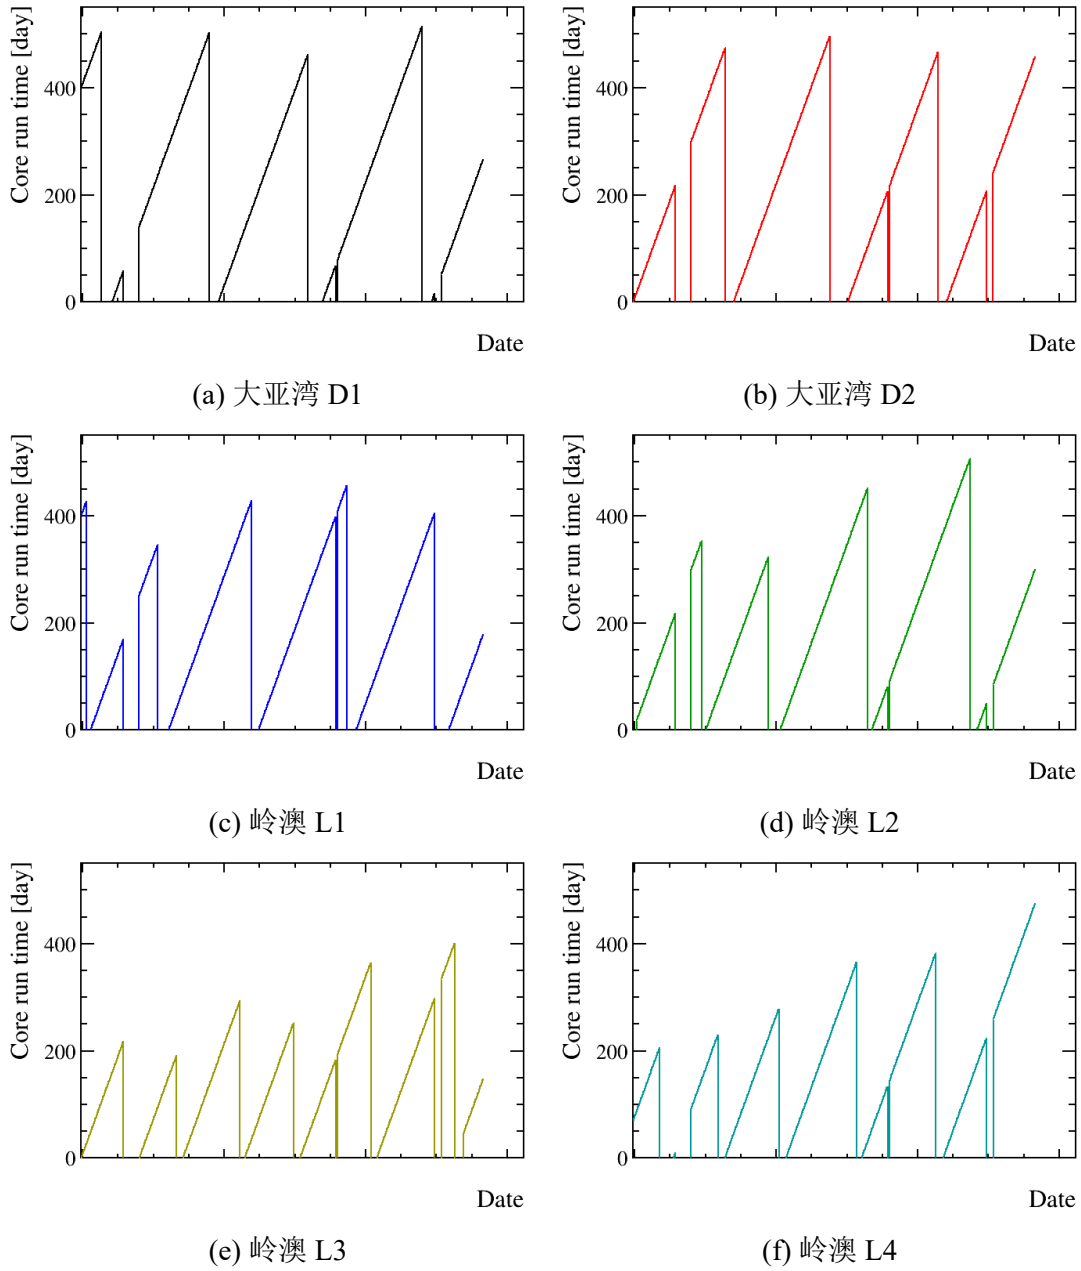 Core run time [day]
400
200
0
Date
(a) 大亚湾 D1
Core run time [day]
400
200
0
Date
(b) 大亚湾 D2
Core run time [day]
400
200
0
Date
(c) 岭澳 L1
Core run time [day]
400
200
0
Date
(d) 岭澳 L2
Core run time [day]
400
200
0
Date
(e) 岭澳 L3
Core run time [day]
400
200
0
Date
(f) 岭澳 L4